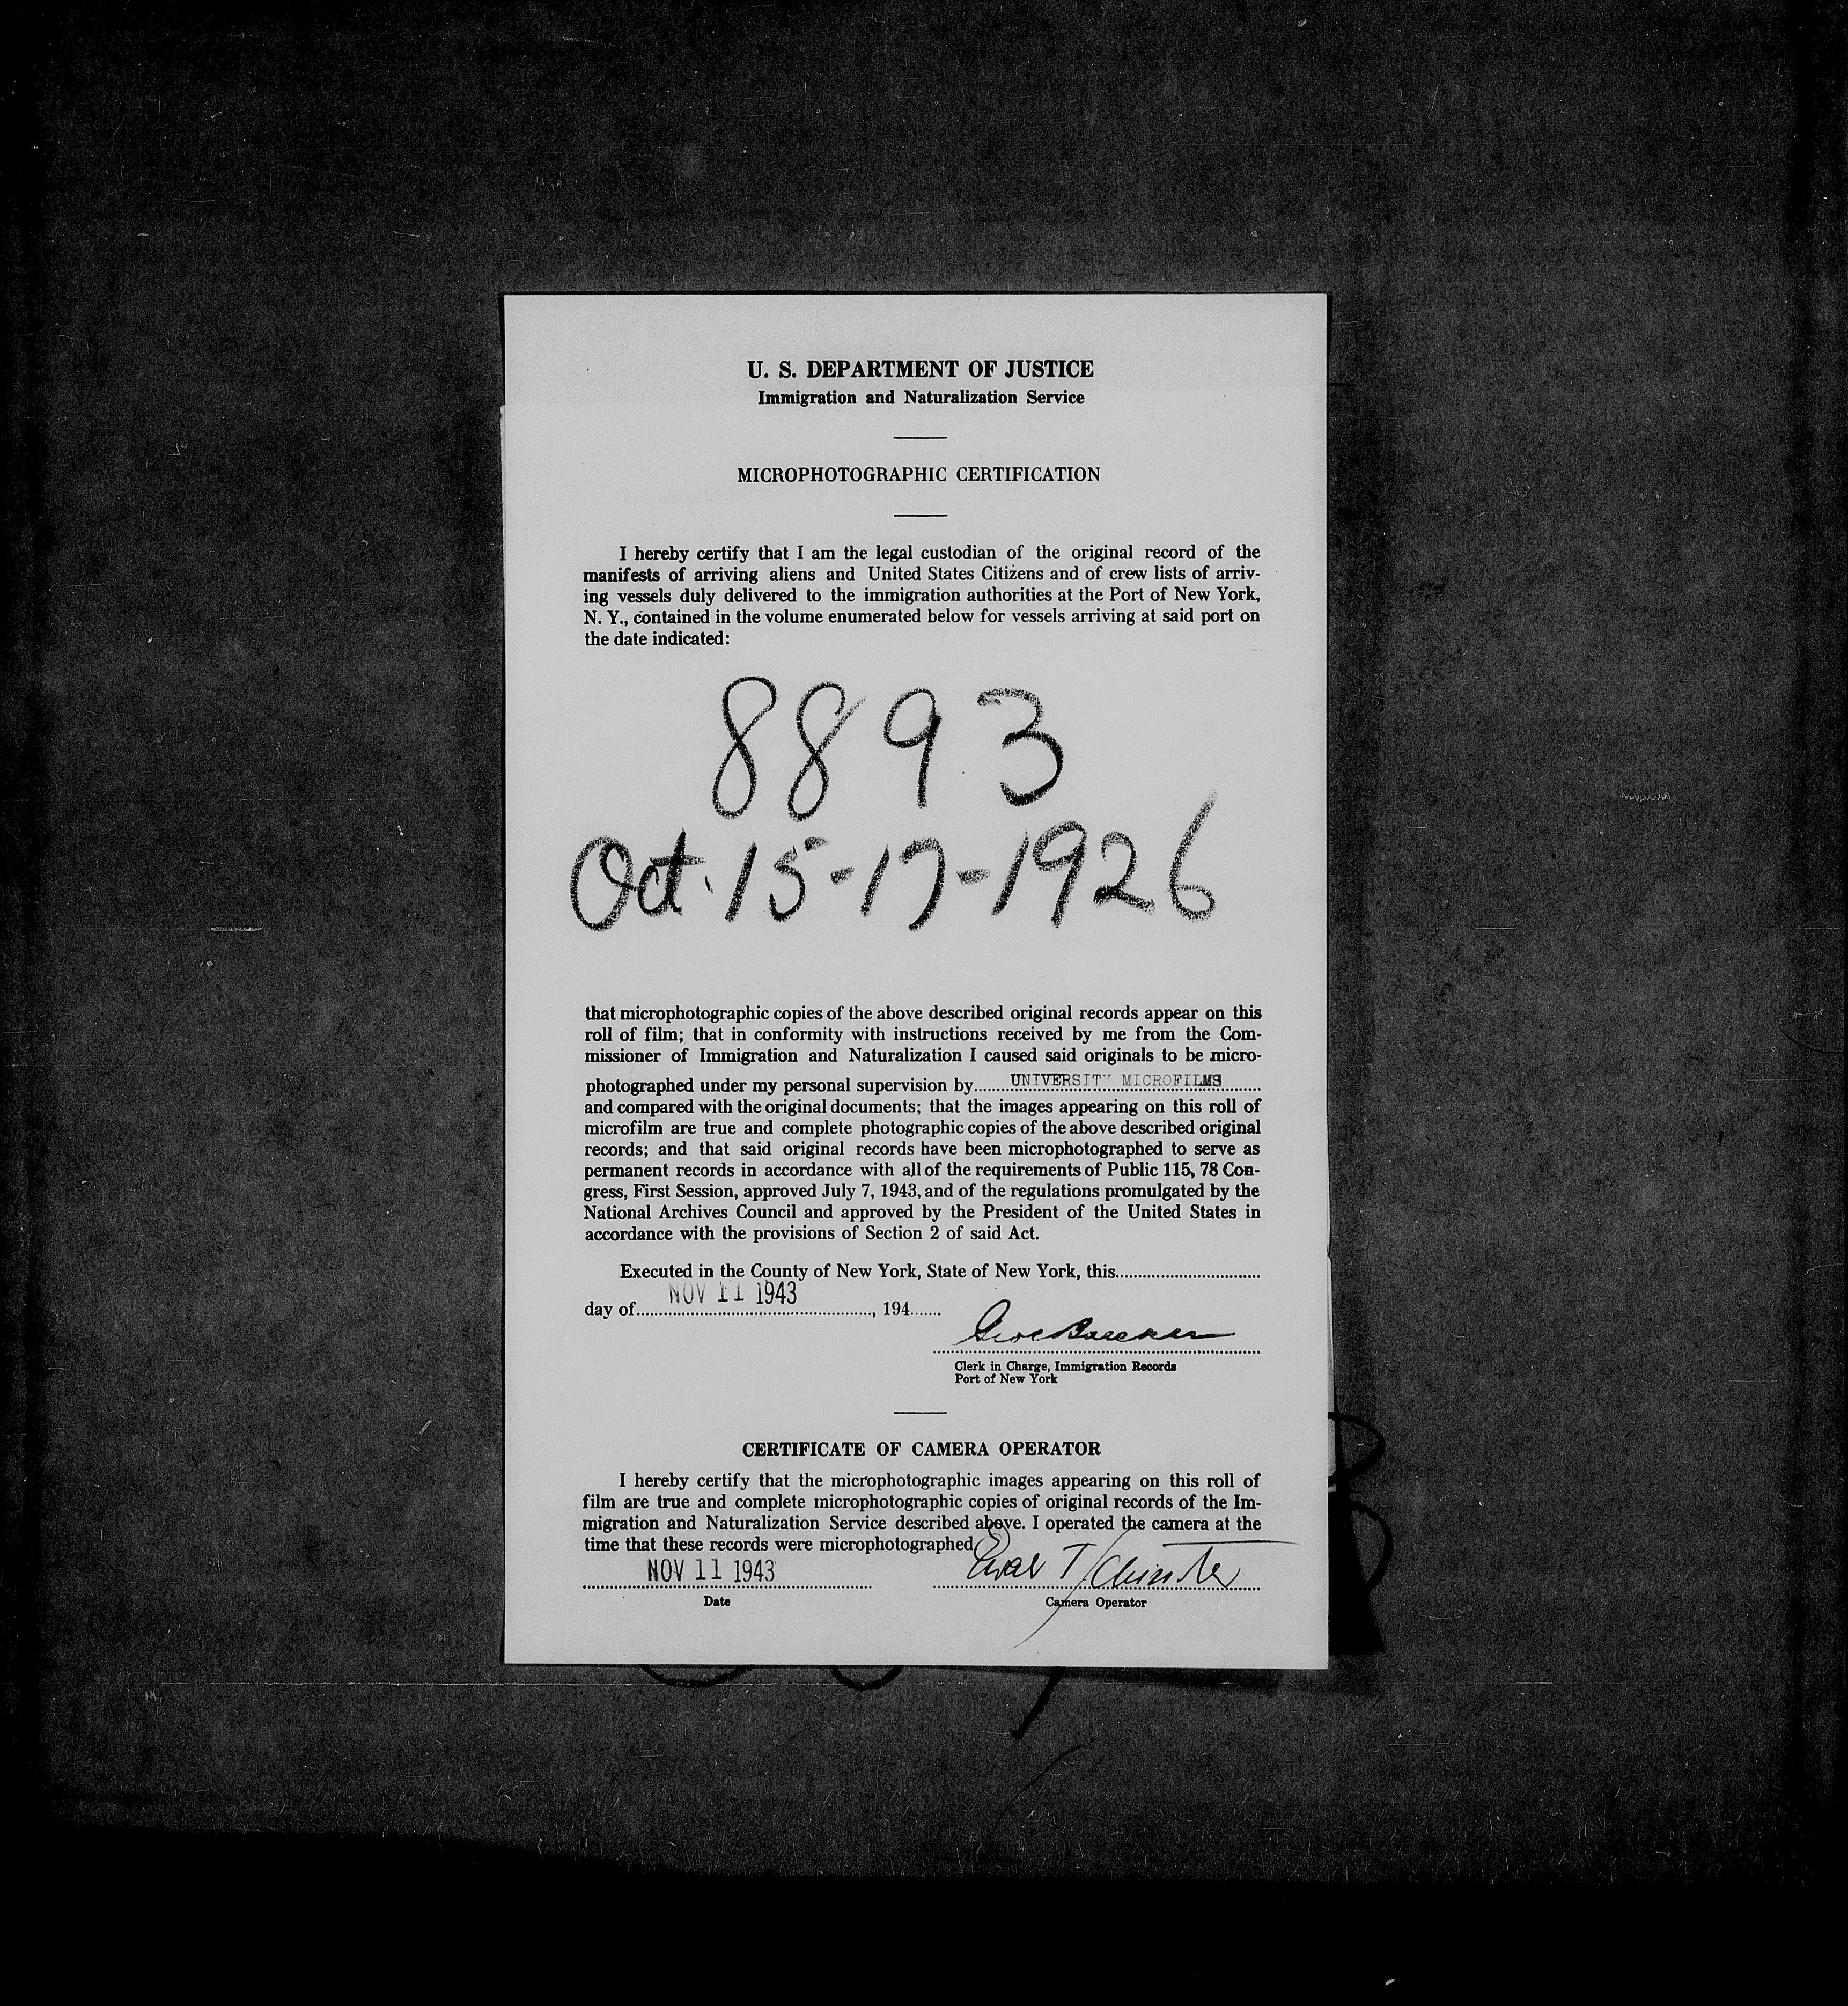 U. S. DEPARTMENT OF JUSTICE
Immigration and Naturalization Service
MICROPHOTOGRAPHIC CERTIFICATION
I hereby certify that I am the legal custodian of the original record of the
manifests of arriving aliens and United States Citizens and of crew lists of arriv-
ing vessels duly delivered to the immigration authorities at the Port of New York,
N. Y., contained in the volume enumerated below for vessels arriving at said port on
the date indicated:
8893
Oct. 15-17-1926
that microphotographic copies of the above described original records appear on this
roll of film; that in conformity with instructions received by me from the Com-
missioner of Immigration and Naturalization I caused said originals to be micro-
photographed under my personal supervision by UNIVERSITY MICROFILMS
and compared with the original documents; that the images appearing on this roll of
microfilm are true and complete photographic copies of the above described original
records; and that said original records have been microphotographed to serve as
permanent records in accordance with all of the requirements of Public 115, 78 Con-
gress, First Session, approved July 7, 1943, and of the regulations promulgated by the
National Archives Council and approved by the President of the United States in
accordance with the provisions of Section 2 of said Act.
Executed in the County of New York, State of New York, this
day of NOV 11 1943, 194
Clerk in Charge, Immigration Records
Port of New York
CERTIFICATE OF CAMERA OPERATOR
I hereby certify that the microphotographic images appearing on this roll of
film are true and complete microphotographic copies of original records of the Im-
migration and Naturalization Service described above. I operated the camera at the
time that these records were microphotographed
NOV 11 1943
Date
Camera Operator